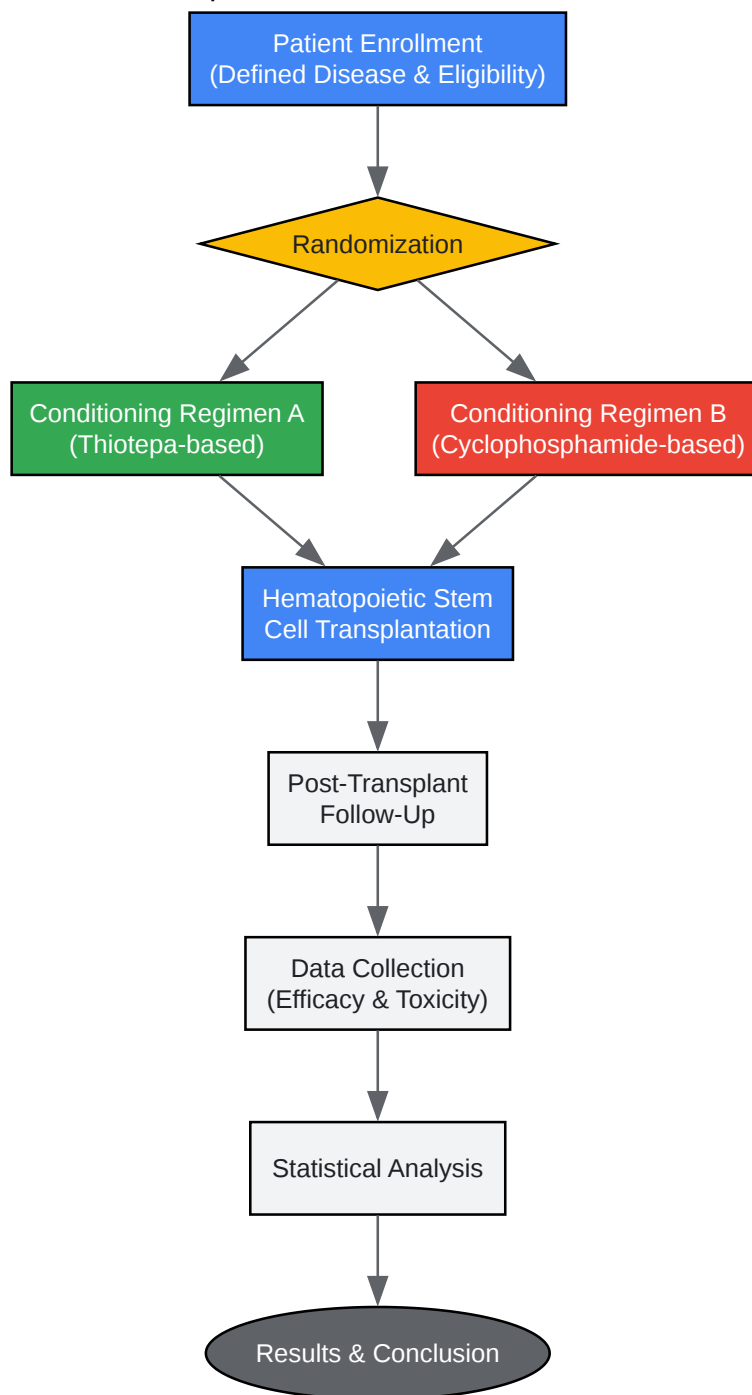 Patient Enrollment
(Defined Disease & Eligibility)
Randomization
Conditioning Regimen A
(Thiotepa-based)
Conditioning Regimen B
(Cyclophosphamide-based)
Hematopoietic Stem
Cell Transplantation
Post-Transplant
Follow-Up
Data Collection
(Efficacy & Toxicity)
Statistical Analysis
Results & Conclusion